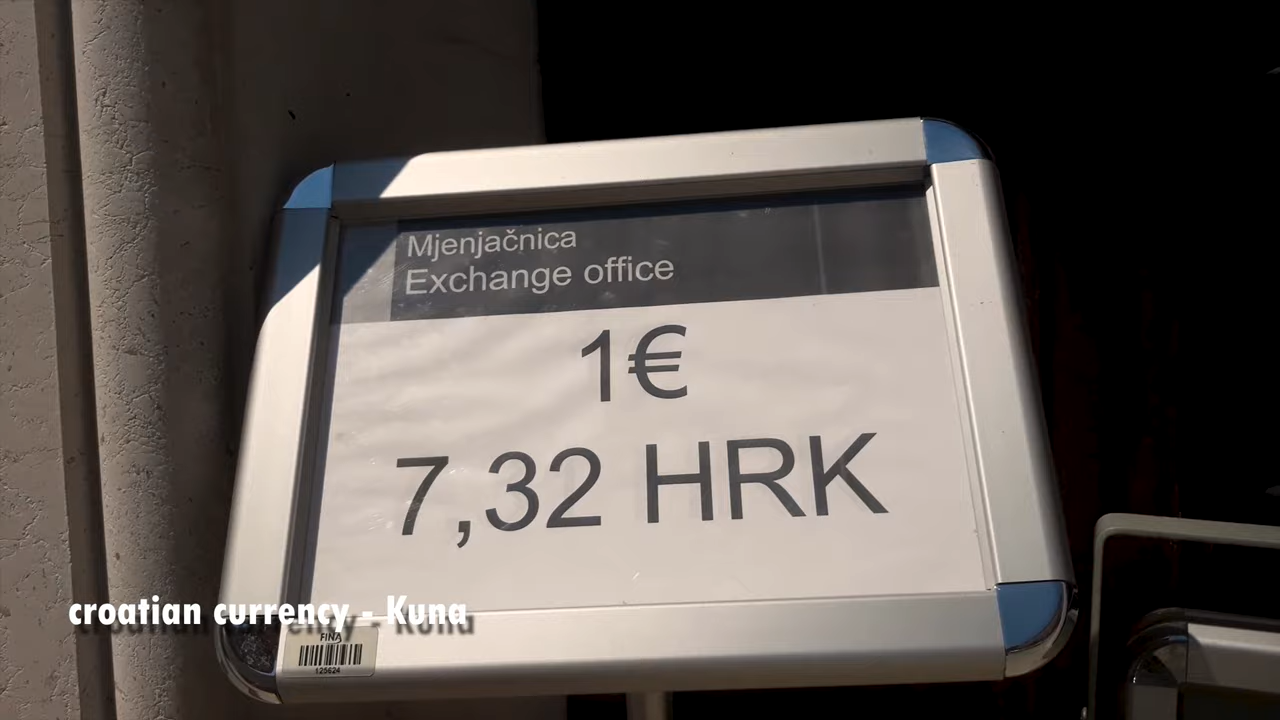 Mjenjačnica
Exchange office
1€
7,32 HRK
croatian currency - Kuna
FINA
125624